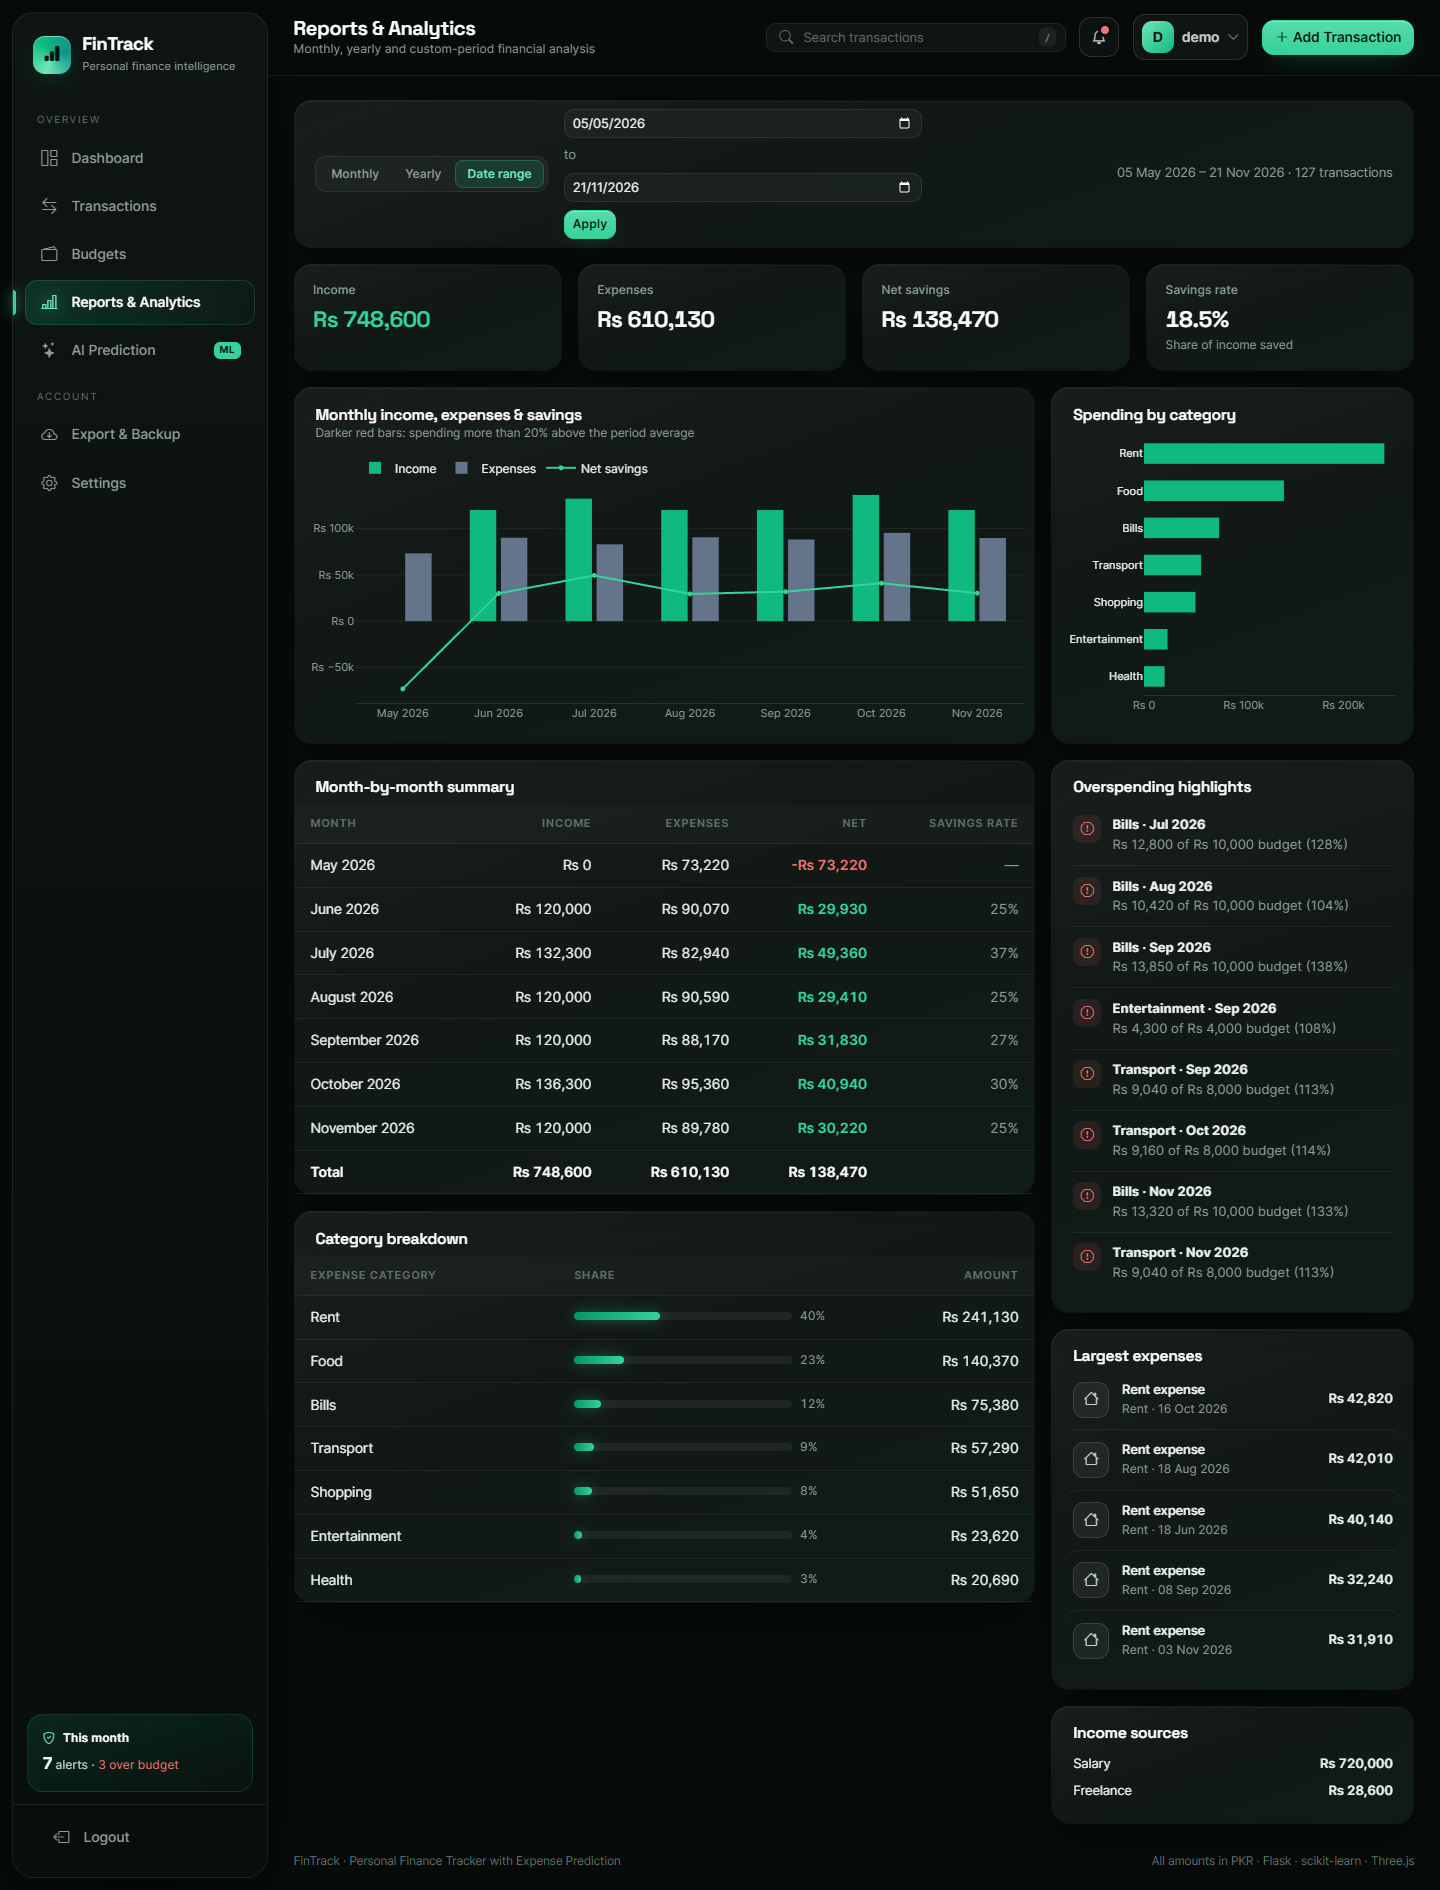 FinTrack
Personal finance intelligence
OVERVIEW
Dashboard
Transactions
Budgets
Reports & Analytics
AI Prediction ML
ACCOUNT
Export & Backup
Settings
This month
7 alerts · 3 over budget
Logout
Reports & Analytics
Monthly, yearly and custom-period financial analysis
Search transactions /
D demo
+ Add Transaction
Monthly Yearly Date range
05/05/2026
to
21/11/2026
Apply
05 May 2026 – 21 Nov 2026 · 127 transactions
Income
Rs 748,600
Expenses
Rs 610,130
Net savings
Rs 138,470
Savings rate
18.5%
Share of income saved
Monthly income, expenses & savings
Darker red bars: spending more than 20% above the period average
Income Expenses Net savings
Rs 100k
Rs 50k
Rs 0
Rs −50k
May 2026 Jun 2026 Jul 2026 Aug 2026 Sep 2026 Oct 2026 Nov 2026
Spending by category
Rent
Food
Bills
Transport
Shopping
Entertainment
Health
Rs 0 Rs 100k Rs 200k
Month-by-month summary
MONTH INCOME EXPENSES NET SAVINGS RATE
May 2026 Rs 0 Rs 73,220 -Rs 73,220 —
June 2026 Rs 120,000 Rs 90,070 Rs 29,930 25%
July 2026 Rs 132,300 Rs 82,940 Rs 49,360 37%
August 2026 Rs 120,000 Rs 90,590 Rs 29,410 25%
September 2026 Rs 120,000 Rs 88,170 Rs 31,830 27%
October 2026 Rs 136,300 Rs 95,360 Rs 40,940 30%
November 2026 Rs 120,000 Rs 89,780 Rs 30,220 25%
Total Rs 748,600 Rs 610,130 Rs 138,470
Category breakdown
EXPENSE CATEGORY SHARE AMOUNT
Rent 40% Rs 241,130
Food 23% Rs 140,370
Bills 12% Rs 75,380
Transport 9% Rs 57,290
Shopping 8% Rs 51,650
Entertainment 4% Rs 23,620
Health 3% Rs 20,690
Overspending highlights
Bills · Jul 2026
Rs 12,800 of Rs 10,000 budget (128%)
Bills · Aug 2026
Rs 10,420 of Rs 10,000 budget (104%)
Bills · Sep 2026
Rs 13,850 of Rs 10,000 budget (138%)
Entertainment · Sep 2026
Rs 4,300 of Rs 4,000 budget (108%)
Transport · Sep 2026
Rs 9,040 of Rs 8,000 budget (113%)
Transport · Oct 2026
Rs 9,160 of Rs 8,000 budget (114%)
Bills · Nov 2026
Rs 13,320 of Rs 10,000 budget (133%)
Transport · Nov 2026
Rs 9,040 of Rs 8,000 budget (113%)
Largest expenses
Rent expense
Rent · 16 Oct 2026
Rs 42,820
Rent expense
Rent · 18 Aug 2026
Rs 42,010
Rent expense
Rent · 18 Jun 2026
Rs 40,140
Rent expense
Rent · 08 Sep 2026
Rs 32,240
Rent expense
Rent · 03 Nov 2026
Rs 31,910
Income sources
Salary Rs 720,000
Freelance Rs 28,600
FinTrack · Personal Finance Tracker with Expense Prediction
All amounts in PKR · Flask · scikit-learn · Three.js